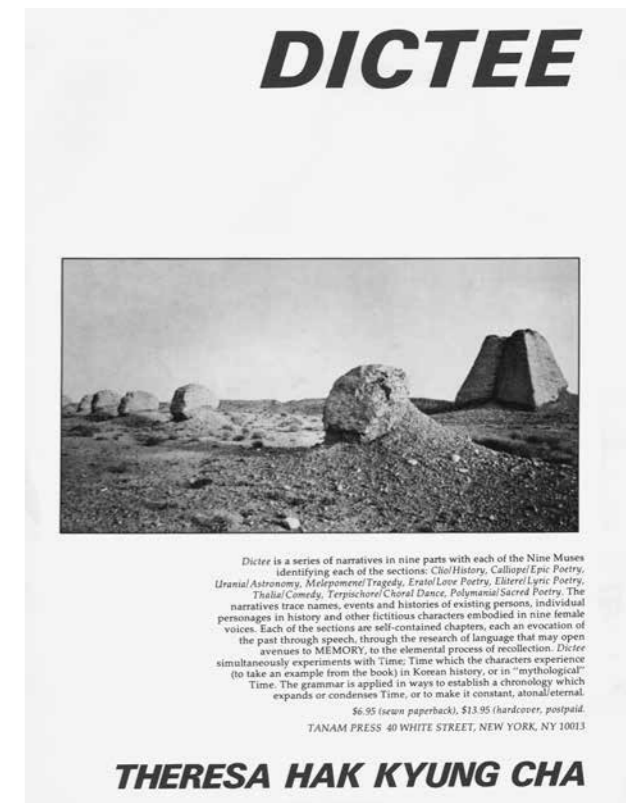 DICTEE
Dictee is a series of narratives in nine parts with each of the Nine Muses
identifying each of the sections: Clio/History, Calliope/Epic Poetry,
Urania/Astronomy, Melepomene/Tragedy, Erato/Love Poetry, Elitere/Lyric Poetry,
Thalia/Comedy, Terpischore/Choral Dance, Polymania/Sacred Poetry. The
narratives trace names, events and histories of existing persons, individual
personages in history and other fictitious characters embodied in nine female
voices. Each of the sections are self-contained chapters, each an evocation of
the past through speech, through the research of language that may open
avenues to MEMORY, to the elemental process of recollection. Dictee
simultaneously experiments with Time; Time which the characters experience
(to take an example from the book) in Korean history, or in "mythological"
Time. The grammar is applied in ways to establish a chronology which
expands or condenses Time, or to make it constant, atonal/eternal.
$6.95 (sewn paperback), $13.95 (hardcover, postpaid.
TANAM PRESS 40 WHITE STREET, NEW YORK, NY 10013
THERESA HAK KYUNG CHA